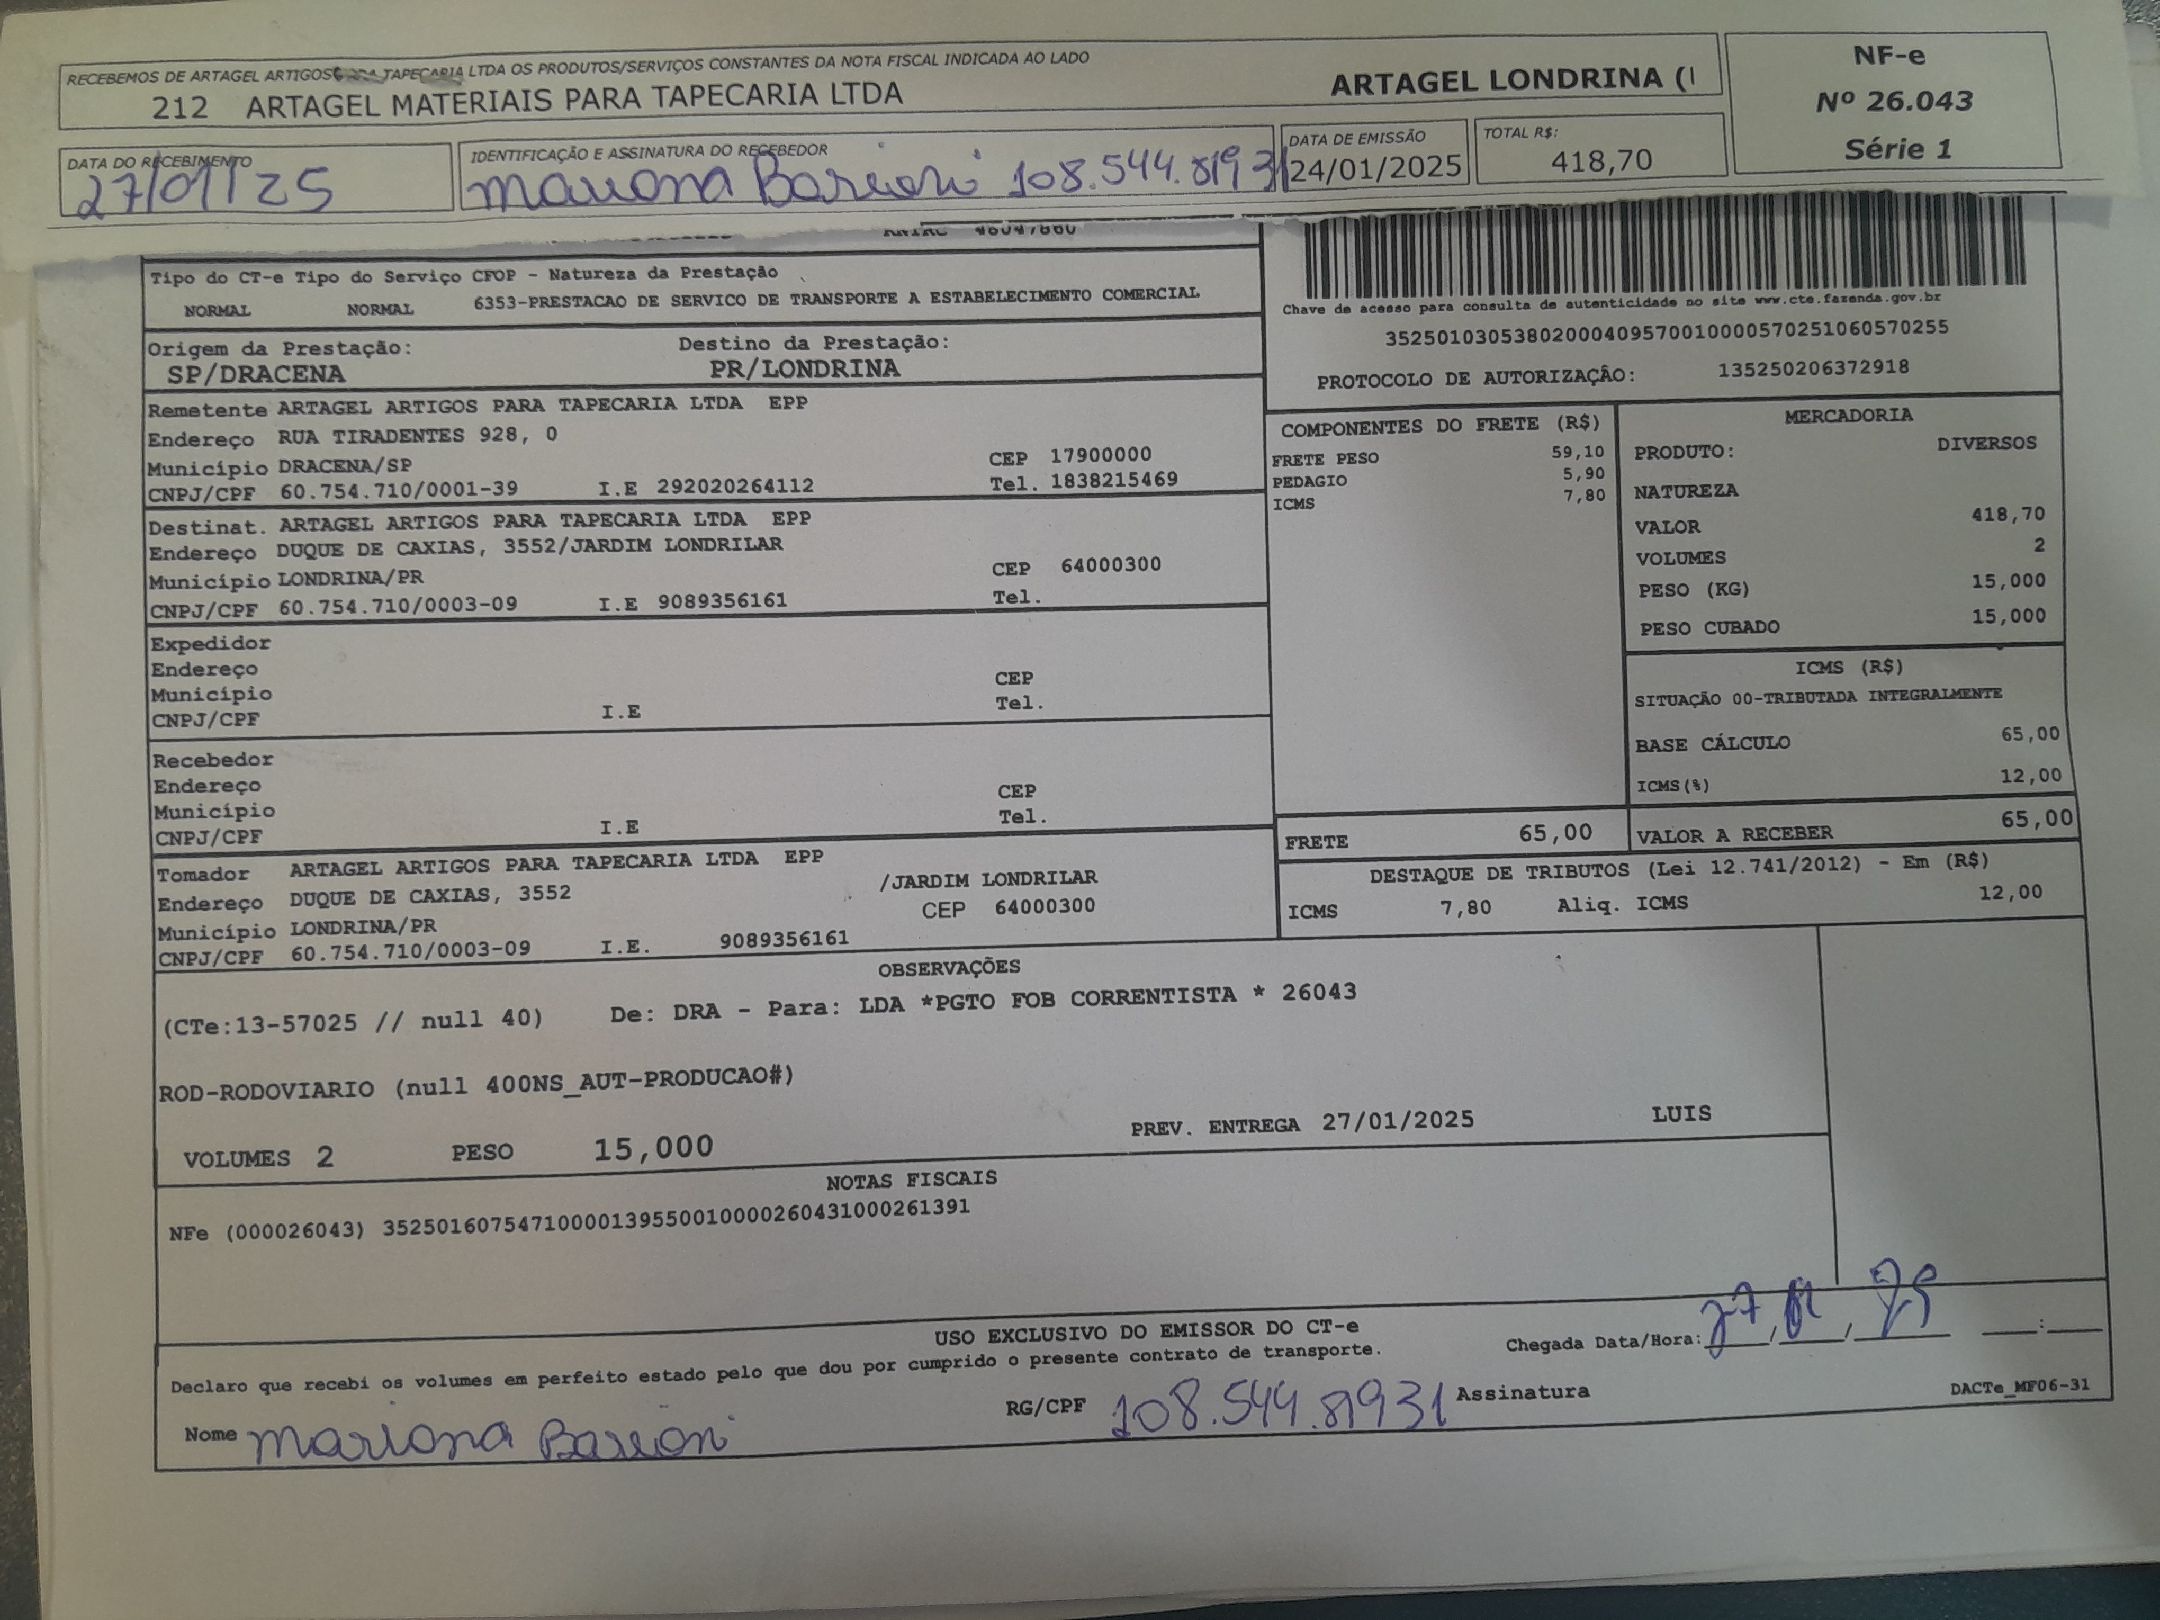 RECEBEMOS DE ARTAGEL ARTIGOS PARA TAPEÇARIA LTDA OS PRODUTOS/SERVIÇOS CONSTANTES DA NOTA FISCAL INDICADA AO LADO
212 ARTAGEL MATERIAIS PARA TAPECARIA LTDA ARTAGEL LONDRINA (
NF-e
Nº 26.043
Série 1
DATA DO RECEBIMENTO
27/01/25
IDENTIFICAÇÃO E ASSINATURA DO RECEBEDOR
Mariana Barioni 108.544.819 31
DATA DE EMISSÃO
24/01/2025
TOTAL R$:
418,70
Tipo do CT-e Tipo do Serviço CFOP - Natureza da Prestação
NORMAL NORMAL 6353-PRESTACAO DE SERVICO DE TRANSPORTE A ESTABELECIMENTO COMERCIAL
Chave de acesso para consulta de autenticidade no site www.cte.fazenda.gov.br
35250103053802000409570010000570251060570255
PROTOCOLO DE AUTORIZAÇÃO: 135250206372918
Origem da Prestação: Destino da Prestação:
SP/DRACENA PR/LONDRINA
Remetente ARTAGEL ARTIGOS PARA TAPECARIA LTDA EPP
Endereço RUA TIRADENTES 928, 0
Município DRACENA/SP CEP 17900000
CNPJ/CPF 60.754.710/0001-39 I.E 292020264112 Tel. 1838215469
Destinat. ARTAGEL ARTIGOS PARA TAPECARIA LTDA EPP
Endereço DUQUE DE CAXIAS, 3552/JARDIM LONDRILAR
Município LONDRINA/PR CEP 64000300
CNPJ/CPF 60.754.710/0003-09 I.E 9089356161 Tel.
Expedidor
Endereço
Município CEP
CNPJ/CPF I.E Tel.
Recebedor
Endereço
Município CEP
CNPJ/CPF I.E Tel.
Tomador ARTAGEL ARTIGOS PARA TAPECARIA LTDA EPP
Endereço DUQUE DE CAXIAS, 3552 /JARDIM LONDRILAR
Município LONDRINA/PR CEP 64000300
CNPJ/CPF 60.754.710/0003-09 I.E. 9089356161
COMPONENTES DO FRETE (R$)
FRETE PESO 59,10
PEDAGIO 5,90
ICMS 7,80
MERCADORIA
PRODUTO: DIVERSOS
NATUREZA
VALOR 418,70
VOLUMES 2
PESO (KG) 15,000
PESO CUBADO 15,000
ICMS (R$)
SITUAÇÃO 00-TRIBUTADA INTEGRALMENTE
BASE CÁLCULO 65,00
ICMS(%) 12,00
FRETE 65,00 VALOR A RECEBER 65,00
DESTAQUE DE TRIBUTOS (Lei 12.741/2012) - Em (R$)
ICMS 7,80 Aliq. ICMS 12,00
OBSERVAÇÕES
(CTe:13-57025 // null 40) De: DRA - Para: LDA *PGTO FOB CORRENTISTA * 26043
ROD-RODOVIARIO (null 400NS_AUT-PRODUCAO#)
VOLUMES 2 PESO 15,000 PREV. ENTREGA 27/01/2025 LUIS
NOTAS FISCAIS
NFe (000026043) 35250160754710000139550010000260431000261391
USO EXCLUSIVO DO EMISSOR DO CT-e
Declaro que recebi os volumes em perfeito estado pelo que dou por cumprido o presente contrato de transporte.
Chegada Data/Hora: 27/01/25 __:__
Nome Mariana Barioni RG/CPF 108.544.819 31 Assinatura
DACTe_MF06-31